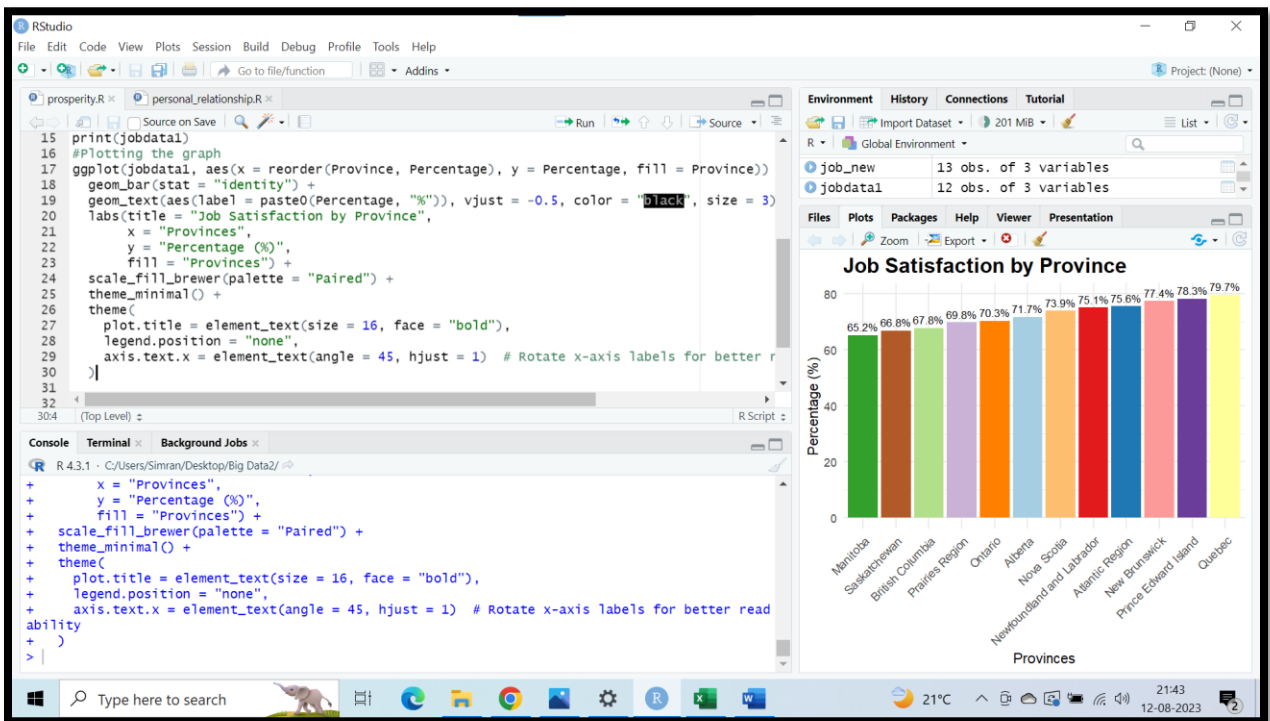 RStudio
File Edit Code View Plots Session Build Debug Profile Tools Help
Go to file/function Addins Project: (None)
prosperity.R personal_relationship.R
Source on Save Run Source
15 print(jobdata1)
16 #Plotting the graph
17 ggplot(jobdata1, aes(x = reorder(Province, Percentage), y = Percentage, fill = Province))
18 geom_bar(stat = "identity") +
19 geom_text(aes(label = paste0(Percentage, "%")), vjust = -0.5, color = "black", size = 3)
20 labs(title = "Job Satisfaction by Province",
21 x = "Provinces",
22 y = "Percentage (%)",
23 fill = "Provinces") +
24 scale_fill_brewer(palette = "Paired") +
25 theme_minimal() +
26 theme(
27 plot.title = element_text(size = 16, face = "bold"),
28 legend.position = "none",
29 axis.text.x = element_text(angle = 45, hjust = 1) # Rotate x-axis labels for better r
30 )
31
32
30:4 (Top Level) R Script
Console Terminal Background Jobs
R 4.3.1 · C:/Users/Simran/Desktop/Big Data2/
+ x = "Provinces",
+ y = "Percentage (%)",
+ fill = "Provinces") +
+ scale_fill_brewer(palette = "Paired") +
+ theme_minimal() +
+ theme(
+ plot.title = element_text(size = 16, face = "bold"),
+ legend.position = "none",
+ axis.text.x = element_text(angle = 45, hjust = 1) # Rotate x-axis labels for better read
ability
+ )
>
Environment History Connections Tutorial
Import Dataset 201 MiB List
R Global Environment
job_new 13 obs. of 3 variables
jobdata1 12 obs. of 3 variables
Files Plots Packages Help Viewer Presentation
Zoom Export
Job Satisfaction by Province
Percentage (%)
80
60
40
20
0
65.2% 66.8% 67.8% 69.8% 70.3% 71.7% 73.9% 75.1% 75.6% 77.4% 78.3% 79.7%
Manitoba
Saskatchewan
British Columbia
Prairies Region
Ontario
Alberta
Nova Scotia
Newfoundland and Labrador
Atlantic Region
New Brunswick
Prince Edward Island
Quebec
Provinces
Type here to search
21°C
21:43
12-08-2023
2